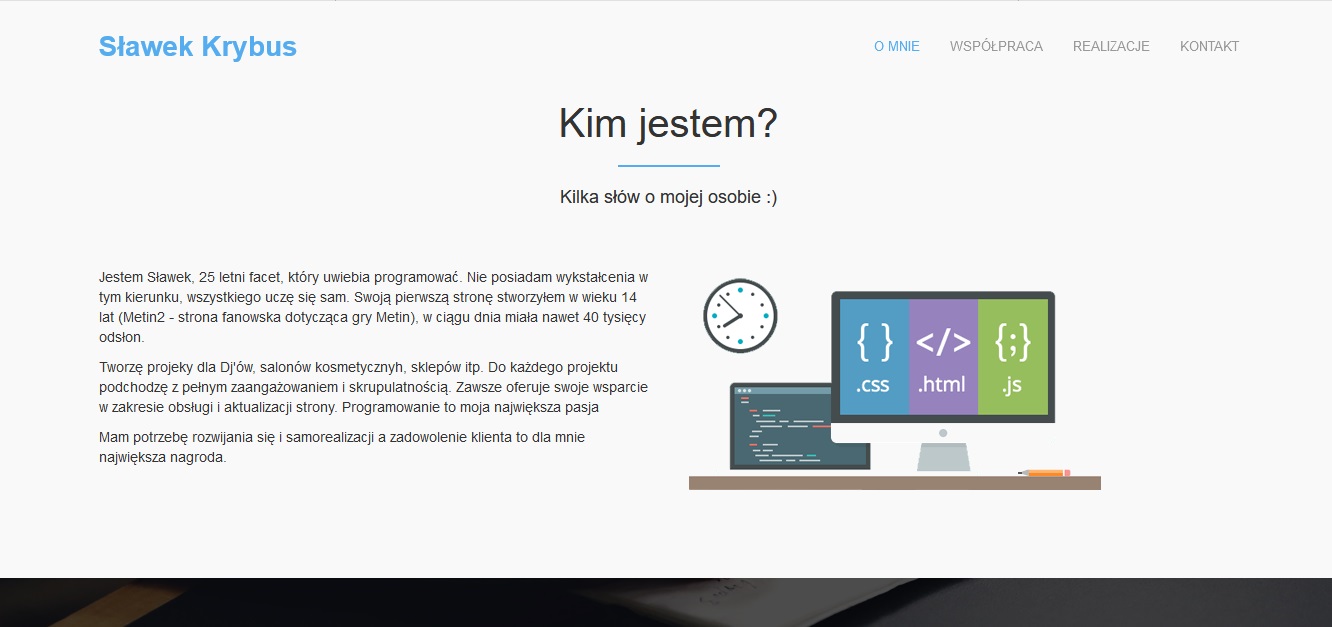 Sławek Krybus
O MNIE WSPÓŁPRACA REALIZACJE KONTAKT
Kim jestem?
Kilka słów o mojej osobie :)
Jestem Sławek, 25 letni facet, który uwiebia programować. Nie posiadam wykstałcenia w
tym kierunku, wszystkiego uczę się sam. Swoją pierwszą stronę stworzyłem w wieku 14
lat (Metin2 - strona fanowska dotycząca gry Metin), w ciągu dnia miała nawet 40 tysięcy
odsłon.
Tworzę projeky dla Dj'ów, salonów kosmetycznyh, sklepów itp. Do każdego projektu
podchodzę z pełnym zaangażowaniem i skrupulatnością. Zawsze oferuje swoje wsparcie
w zakresie obsługi i aktualizacji strony. Programowanie to moja największa pasja
Mam potrzebę rozwijania się i samorealizacji a zadowolenie klienta to dla mnie
największa nagroda.
{ } </> {;}
.css .html .js